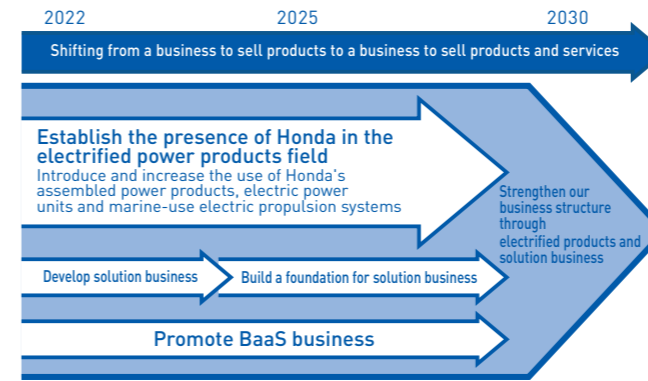 2022 2025 2030
Shifting from a business to sell products to a business to sell products and services
Establish the presence of Honda in the
electrified power products field
Introduce and increase the use of Honda's
assembled power products, electric power
units and marine-use electric propulsion systems
Strengthen our
business structure
through
electrified products and
solution business
Develop solution business
Build a foundation for solution business
Promote BaaS business